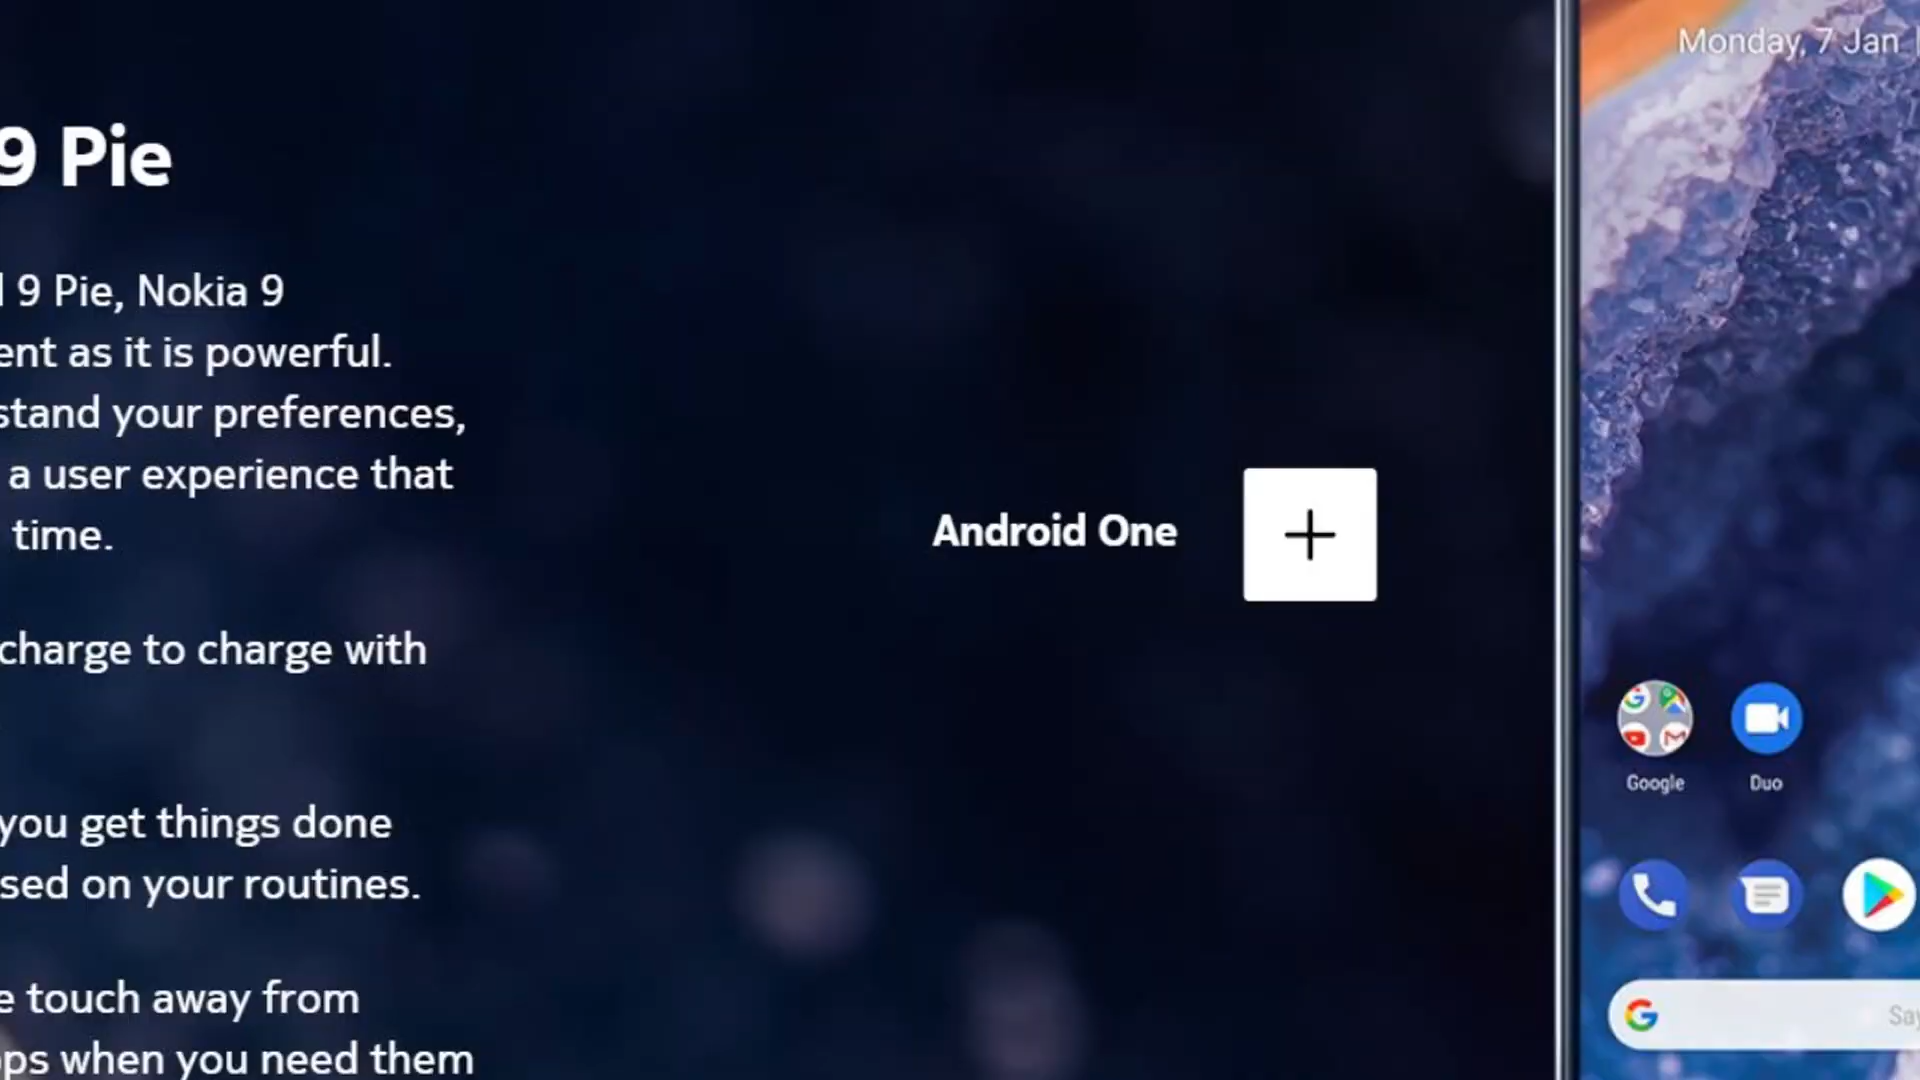 9 Pie
9 Pie, Nokia 9
ent as it is powerful.
stand your preferences,
a user experience that
time.
charge to charge with
you get things done
sed on your routines.
e touch away from
ps when you need them
Android One
Monday, 7 Jan
Google
Duo
Say